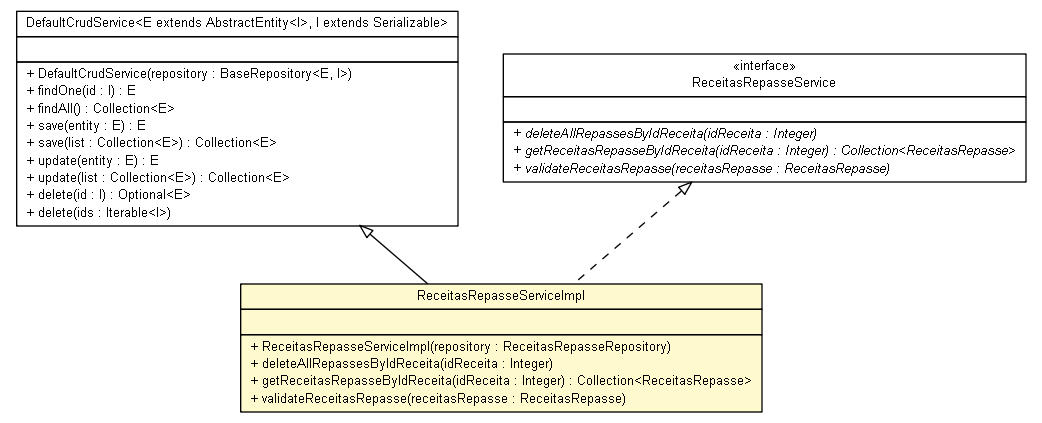 DefaultCrudService<E extends AbstractEntity<I>, I extends Serializable>
+ DefaultCrudService(repository : BaseRepository<E, I>)
+ findOne(id : I) : E
+ findAll() : Collection<E>
+ save(entity : E) : E
+ save(list : Collection<E>) : Collection<E>
+ update(entity : E) : E
+ update(list : Collection<E>) : Collection<E>
+ delete(id : I) : Optional<E>
+ delete(ids : Iterable<I>)
«interface»
ReceitasRepasseService
+ deleteAllRepassesByIdReceita(idReceita : Integer)
+ getReceitasRepasseByIdReceita(idReceita : Integer) : Collection<ReceitasRepasse>
+ validateReceitasRepasse(receitasRepasse : ReceitasRepasse)
ReceitasRepasseServiceImpl
+ ReceitasRepasseServiceImpl(repository : ReceitasRepasseRepository)
+ deleteAllRepassesByIdReceita(idReceita : Integer)
+ getReceitasRepasseByIdReceita(idReceita : Integer) : Collection<ReceitasRepasse>
+ validateReceitasRepasse(receitasRepasse : ReceitasRepasse)